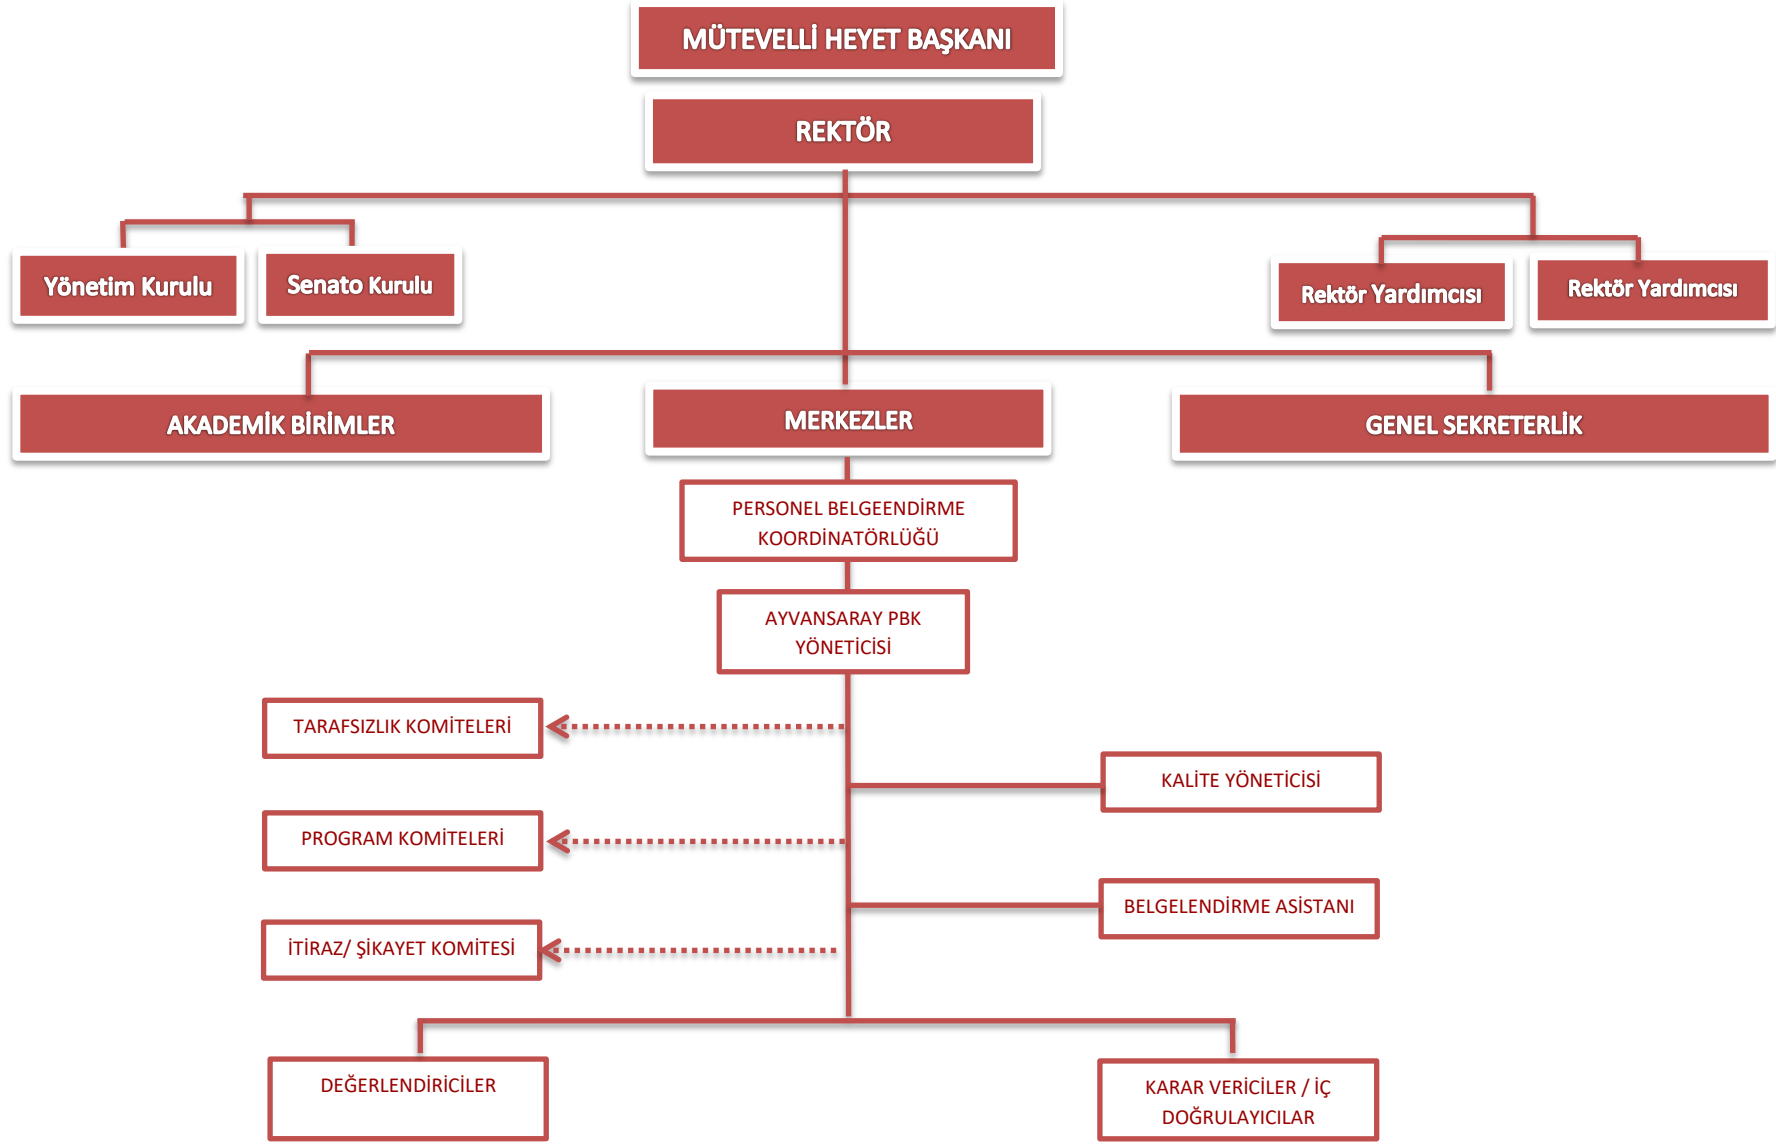 MÜTEVELLİ HEYET BAŞKANI
REKTÖR
Yönetim Kurulu
Senato Kurulu
Rektör Yardımcısı
Rektör Yardımcısı
AKADEMİK BİRİMLER
MERKEZLER
GENEL SEKRETERLİK
PERSONEL BELGEENDİRME
KOORDİNATÖRLÜĞÜ
AYVANSARAY PBK
YÖNETİCİSİ
TARAFSIZLIK KOMİTELERİ
KALİTE YÖNETİCİSİ
PROGRAM KOMİTELERİ
BELGELENDİRME ASİSTANI
İTİRAZ/ ŞİKAYET KOMİTESİ
DEĞERLENDİRİCİLER
KARAR VERİCİLER / İÇ
DOĞRULAYICILAR